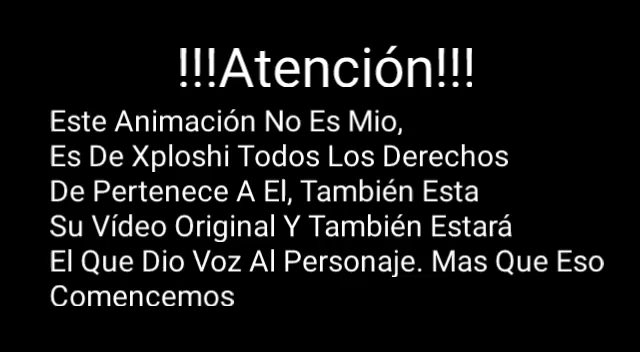 !!!Atención!!!
Este Animación No Es Mio,
Es De Xploshi Todos Los Derechos
De Pertenece A El, También Esta
Su Vídeo Original Y También Estará
El Que Dio Voz Al Personaje. Mas Que Eso
Comencemos